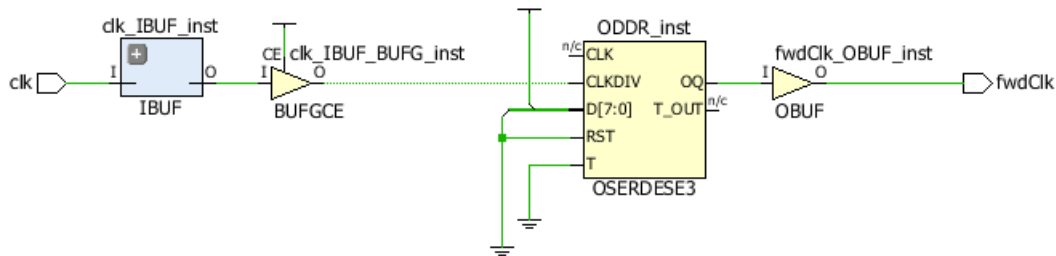 clk_IBUF_inst
ODDR_inst
CE
clk_IBUF_BUFG_inst
n/c
CLK
fwdClk_OBUF_inst
clk
I
O
I
O
CLKDIV
OQ
I
O
fwdClk
IBUF
BUFGCE
D[7:0]
T_OUT
n/c
OBUF
RST
T
OSERDESE3